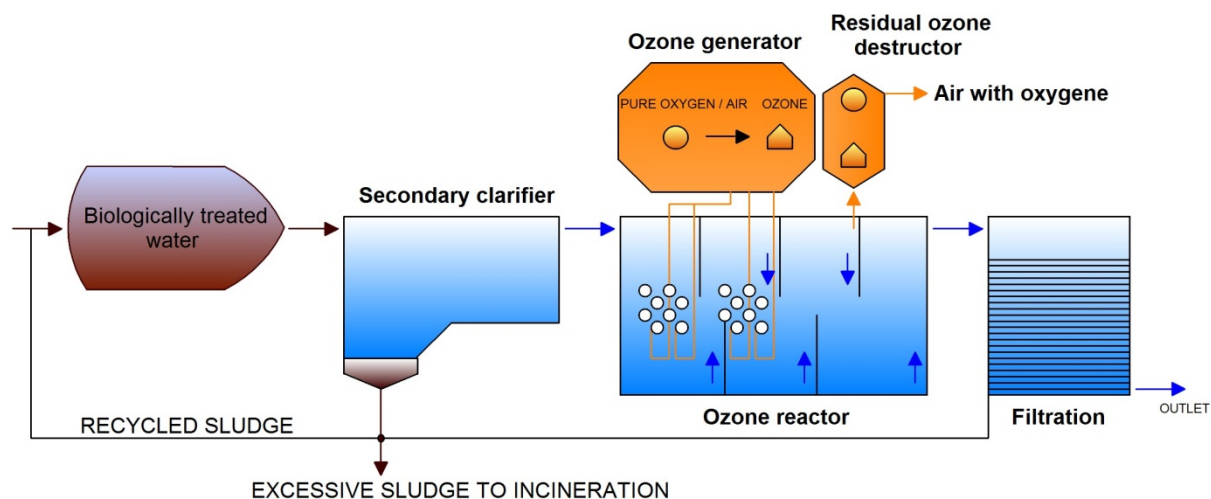 Ozone generator
Residual ozone
destructor
PURE OXYGEN / AIR
OZONE
Air with oxygene
Biologically treated
water
Secondary clarifier
RECYCLED SLUDGE
Ozone reactor
Filtration
OUTLET
EXCESSIVE SLUDGE TO INCINERATION